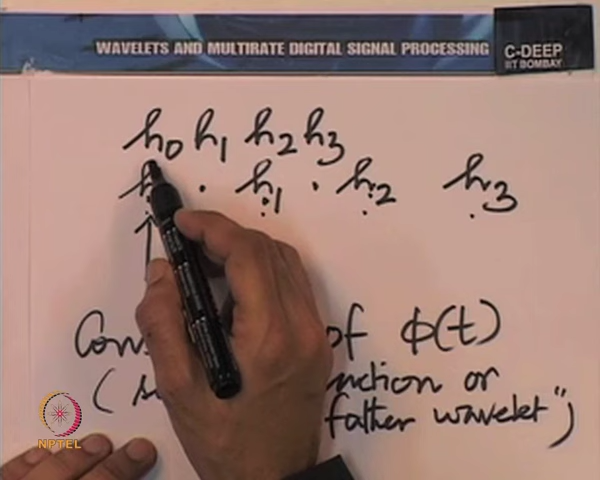 WAVELETS AND MULTIRATE DIGITAL SIGNAL PROCESSING
C-DEEP
IIT BOMBAY
h0 h1 h2 h3
h · h1 · h2 h3
of φ(t)
( or
father wavelet")
NPTEL